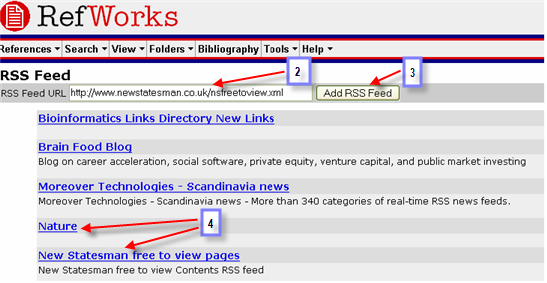 RefWorks
References Search View Folders Bibliography Tools Help
2
3
RSS Feed
RSS Feed URL http://www.newstatesman.co.uk/nsfreetoview.xml Add RSS Feed
Bioinformatics Links Directory New Links
Brain Food Blog
Blog on career acceleration, social software, private equity, venture capital, and public market investing
Moreover Technologies - Scandinavia news
Moreover Technologies - Scandinavia news - More than 340 categories of real-time RSS news feeds.
Nature
4
New Statesman free to view pages
New Statesman free to view Contents RSS feed